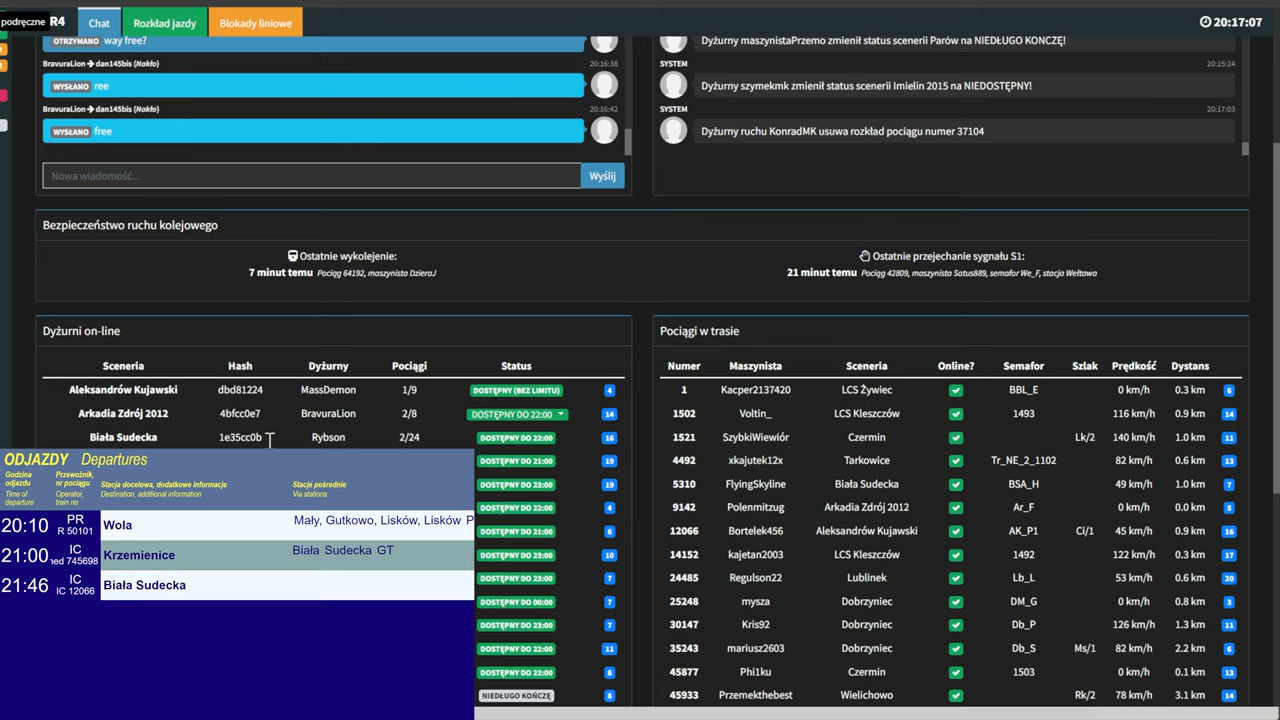 podręczne
R4
Chat
Rozkład jazdy
Blokady liniowe
20:17:07
OTRZYMANO way free?
BravuraLion → dan145bis (Nakło) 20:16:38
WYSŁANO ree
BravuraLion → dan145bis (Nakło) 20:16:42
WYSŁANO free
Nowa wiadomość...
Wyślij
Dyżurny maszynistaPrzemo zmienił status scenerii Parów na NIEDŁUGO KOŃCZĘ!
SYSTEM 20:15:24
Dyżurny szymekmk zmienił status scenerii Imielin 2015 na NIEDOSTĘPNY!
SYSTEM 20:17:03
Dyżurny ruchu KonradMK usuwa rozkład pociągu numer 37104
Bezpieczeństwo ruchu kolejowego
Ostatnie wykolejenie:
7 minut temu Pociąg 64192, maszynista DzieraJ
Ostatnie przejechanie sygnału S1:
21 minut temu Pociąg 42809, maszynista Satus889, semafor We_F, stacja Wełtowa
Dyżurni on-line
Sceneria Hash Dyżurny Pociągi Status
Aleksandrów Kujawski dbd81224 MassDemon 1/9 DOSTĘPNY (BEZ LIMITU) 4
Arkadia Zdrój 2012 4bfcc0e7 BravuraLion 2/8 DOSTĘPNY DO 22:00 14
Biała Sudecka 1e35cc0b Rybson 2/24 DOSTĘPNY DO 22:00 16
DOSTĘPNY DO 21:00 19
DOSTĘPNY DO 23:00 19
DOSTĘPNY DO 21:00 6
DOSTĘPNY DO 23:00 10
DOSTĘPNY DO 23:00 7
DOSTĘPNY DO 00:00 7
DOSTĘPNY DO 23:00 7
DOSTĘPNY DO 22:00 11
DOSTĘPNY DO 22:00 8
NIEDŁUGO KOŃCZĘ 8
ODJAZDY Departures
Godzina odjazdu
Time of departure
Przewoźnik, nr pociągu
Operator, train no
Stacja docelowa, dodatkowe informacje
Destination, additional information
Stacje pośrednie
Via stations
20:10 PR R 50101 Wola Mały, Gutkowo, Lisków, Lisków P
21:00 IC ned 745698 Krzemienice Biała Sudecka GT
21:46 IC IC 12066 Biała Sudecka
Pociągi w trasie
Numer Maszynista Sceneria Online? Semafor Szlak Prędkość Dystans
1 Kacper2137420 LCS Żywiec BBL_E 0 km/h 0.3 km 6
1502 Voltin_ LCS Kleszczów 1493 116 km/h 0.9 km 14
1521 SzybkiWiewiór Czermin Lk/2 140 km/h 1.0 km 11
4492 xkajutek12x Tarkowice Tr_NE_2_1102 82 km/h 0.6 km 13
5310 FlyingSkyline Biała Sudecka BSA_H 49 km/h 1.0 km 7
9142 Polenmitzug Arkadia Zdrój 2012 Ar_F 0 km/h 0.0 km 5
12066 Bortelek456 Aleksandrów Kujawski AK_P1 Ci/1 45 km/h 0.9 km 16
14152 kajetan2003 LCS Kleszczów 1492 122 km/h 0.3 km 17
24485 Regulson22 Lublinek Lb_L 53 km/h 0.6 km 20
25248 mysza Dobrzyniec DM_G 0 km/h 0.8 km 3
30147 Kris92 Dobrzyniec Db_P 126 km/h 1.3 km 11
35243 mariusz2603 Dobrzyniec Db_S Ms/1 82 km/h 2.2 km 6
45877 Phi1ku Czermin 1503 0 km/h 0.1 km 13
45933 Przemekthebest Wielichowo Rk/2 78 km/h 3.1 km 14